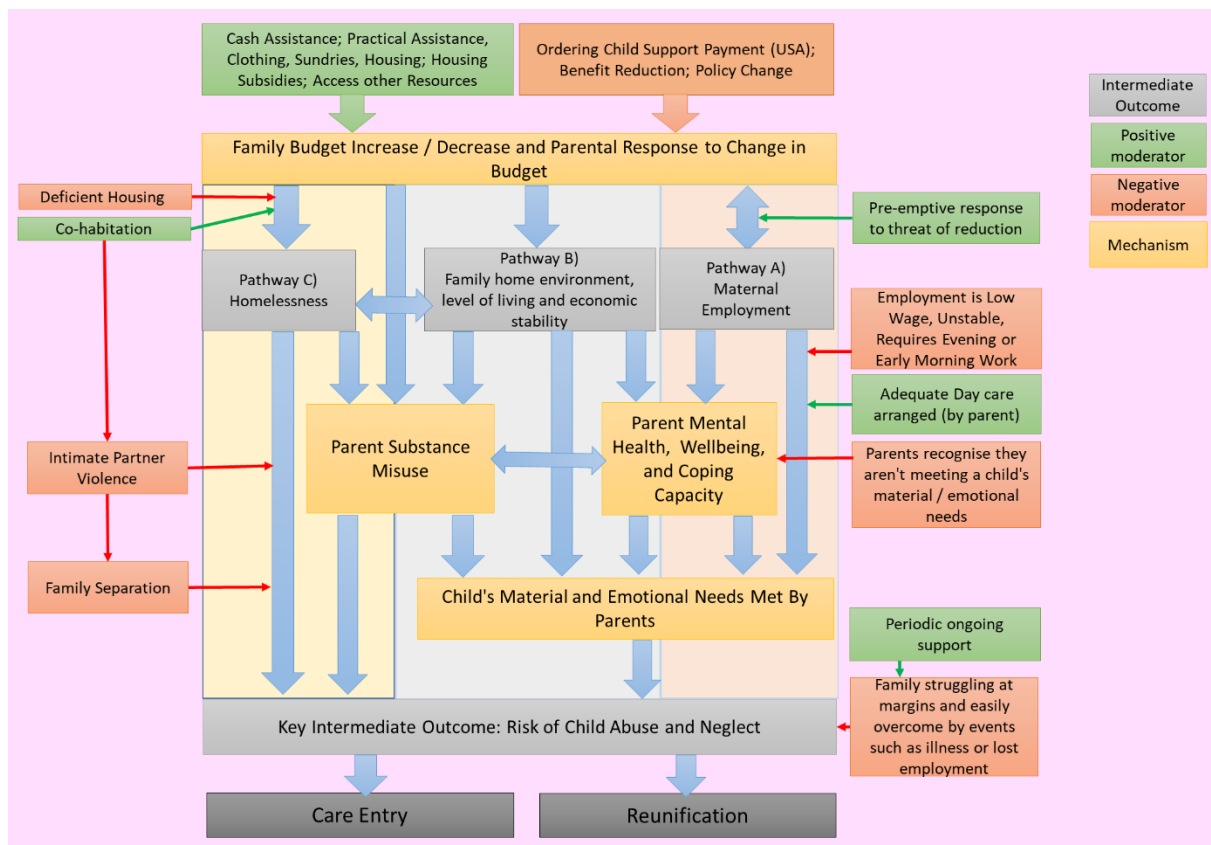 Cash Assistance; Practical Assistance,
Clothing, Sundries, Housing; Housing
Subsidies; Access other Resources
Ordering Child Support Payment (USA);
Benefit Reduction; Policy Change
Intermediate
Outcome
Positive
moderator
Negative
moderator
Mechanism
Family Budget Increase / Decrease and Parental Response to Change in
Budget
Deficient Housing
Co-habitation
Pre-emptive response
to threat of reduction
Pathway C)
Homelessness
Pathway B)
Family home environment,
level of living and economic
stability
Pathway A)
Maternal
Employment
Employment is Low
Wage, Unstable,
Requires Evening or
Early Morning Work
Adequate Day care
arranged (by parent)
Parent Substance
Misuse
Parent Mental
Health, Wellbeing,
and Coping
Capacity
Parents recognise they
aren't meeting a child's
material / emotional
needs
Intimate Partner
Violence
Family Separation
Child's Material and Emotional Needs Met By
Parents
Periodic ongoing
support
Family struggling at
margins and easily
overcome by events
such as illness or lost
employment
Key Intermediate Outcome: Risk of Child Abuse and Neglect
Care Entry
Reunification